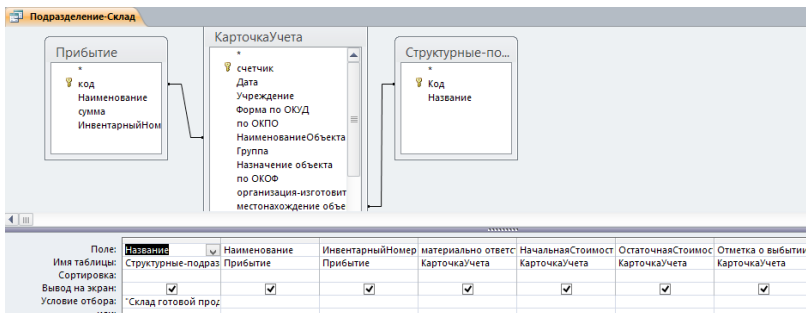 Подразделение-Склад
Прибытие
*
код
Наименование
сумма
ИнвентарныйНом
КарточкаУчета
*
счетчик
Дата
Учреждение
Форма по ОКУД
по ОКПО
НаименованиеОбъекта
Группа
Назначение объекта
по ОКОФ
организация-изготовит
местонахождение объе
Структурные-по...
*
Код
Название
Поле: Название Наименование ИнвентарныйНомер материально ответс НачальнаяСтоимост ОстаточнаяСтоимос Отметка о выбытии
Имя таблицы: Структурные-подраз Прибытие Прибытие КарточкаУчета КарточкаУчета КарточкаУчета КарточкаУчета
Сортировка:
Вывод на экран:
Условие отбора: "Склад готовой прод
или: